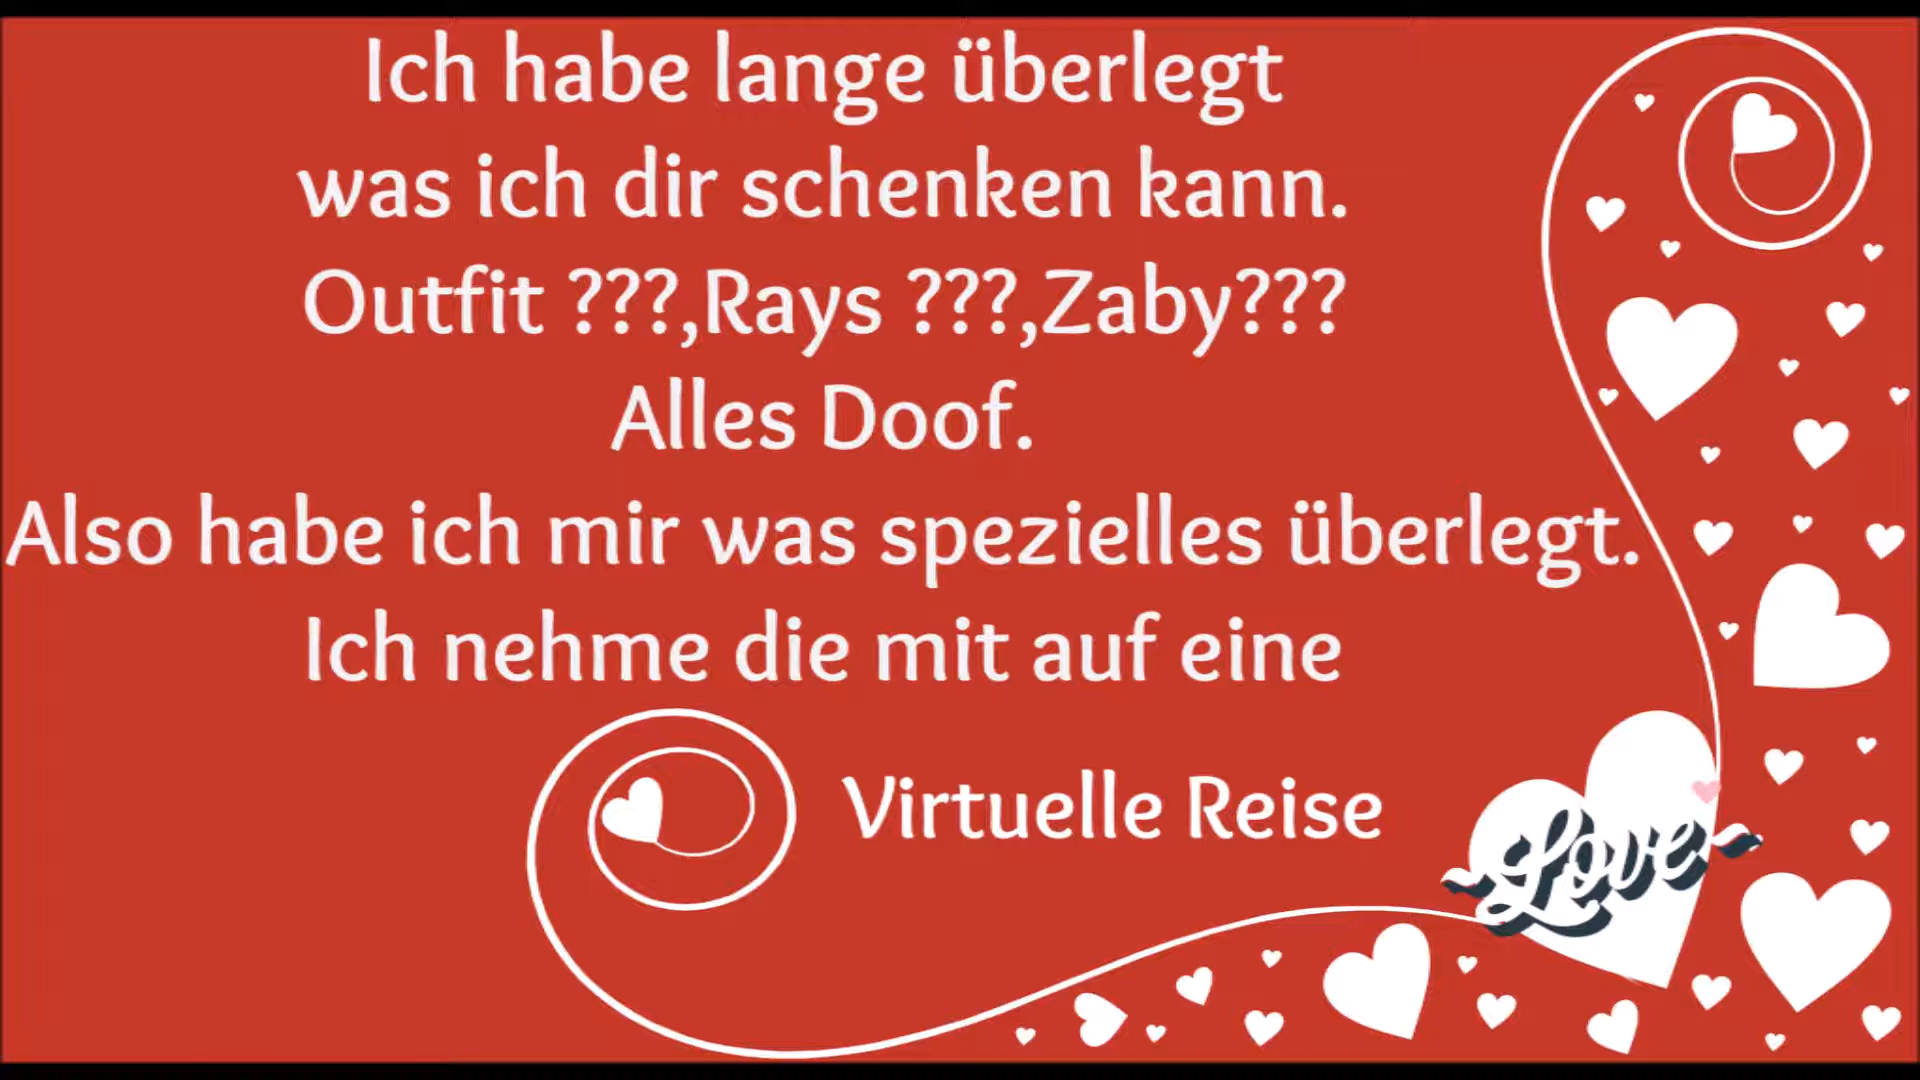 Ich habe lange überlegt
was ich dir schenken kann.
Outfit ???,Rays ???,Zaby???
Alles Doof.
Also habe ich mir was spezielles überlegt.
Ich nehme die mit auf eine
Virtuelle Reise
Love